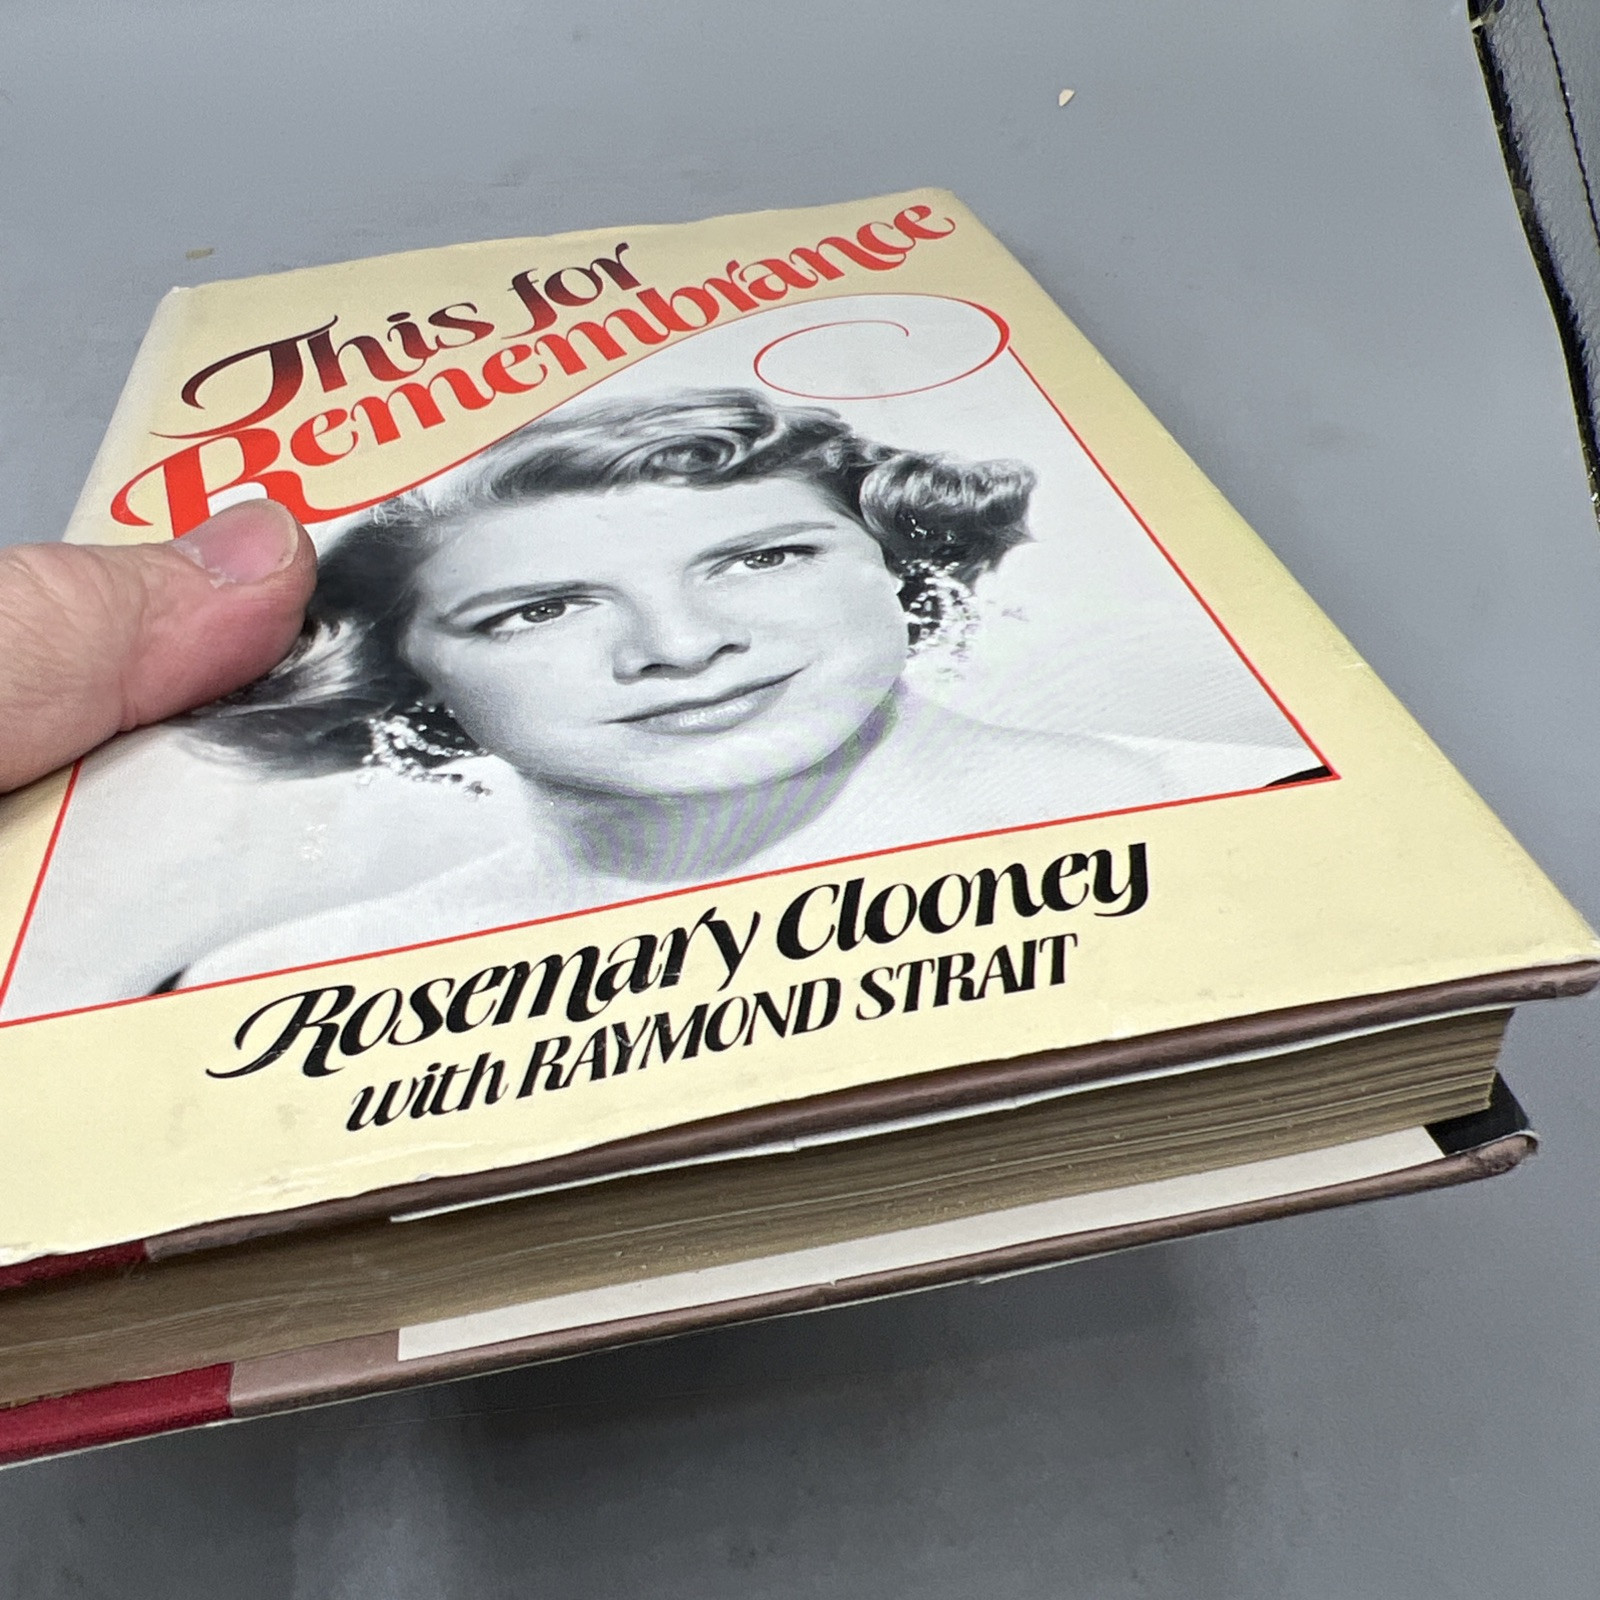 This for
Remembrance
Rosemary Clooney
with RAYMOND STRAIT